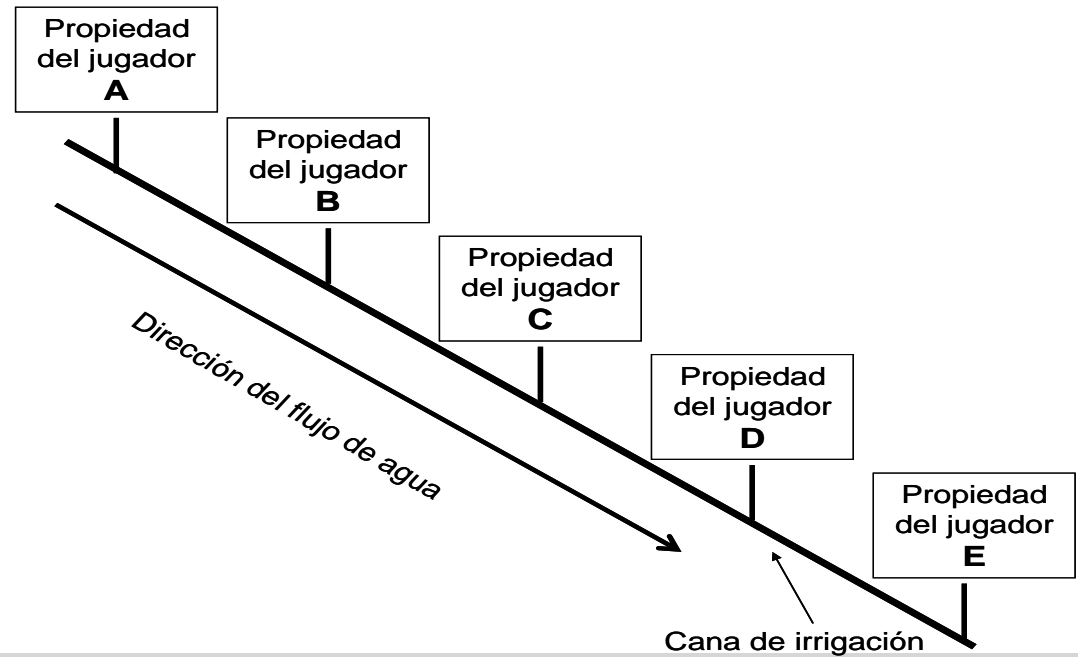 Propiedad
del jugador
A
Propiedad
del jugador
B
Propiedad
del jugador
C
Propiedad
del jugador
D
Propiedad
del jugador
E
Dirección del flujo de agua
Cana de irrigación